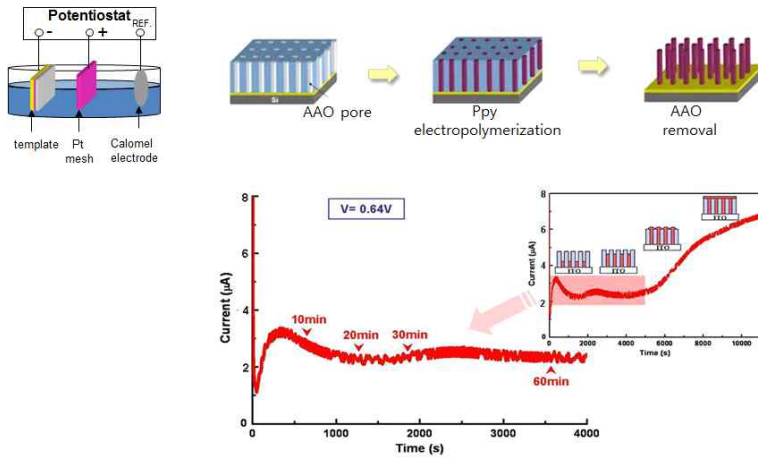 Potentiostat
REF.
- +
template
Pt
mesh
Calomel
electrode
Si
AAO pore
Ppy
electropolymerization
AAO
removal
V= 0.64V
Current (μA)
8
6
4
2
0
10min
20min
30min
60min
0 1000 2000 3000 4000
Time (s)
Current (μA)
8
6
4
2
0
ITO
ITO
ITO
ITO
0 2000 4000 6000 8000 10000
Time (s)